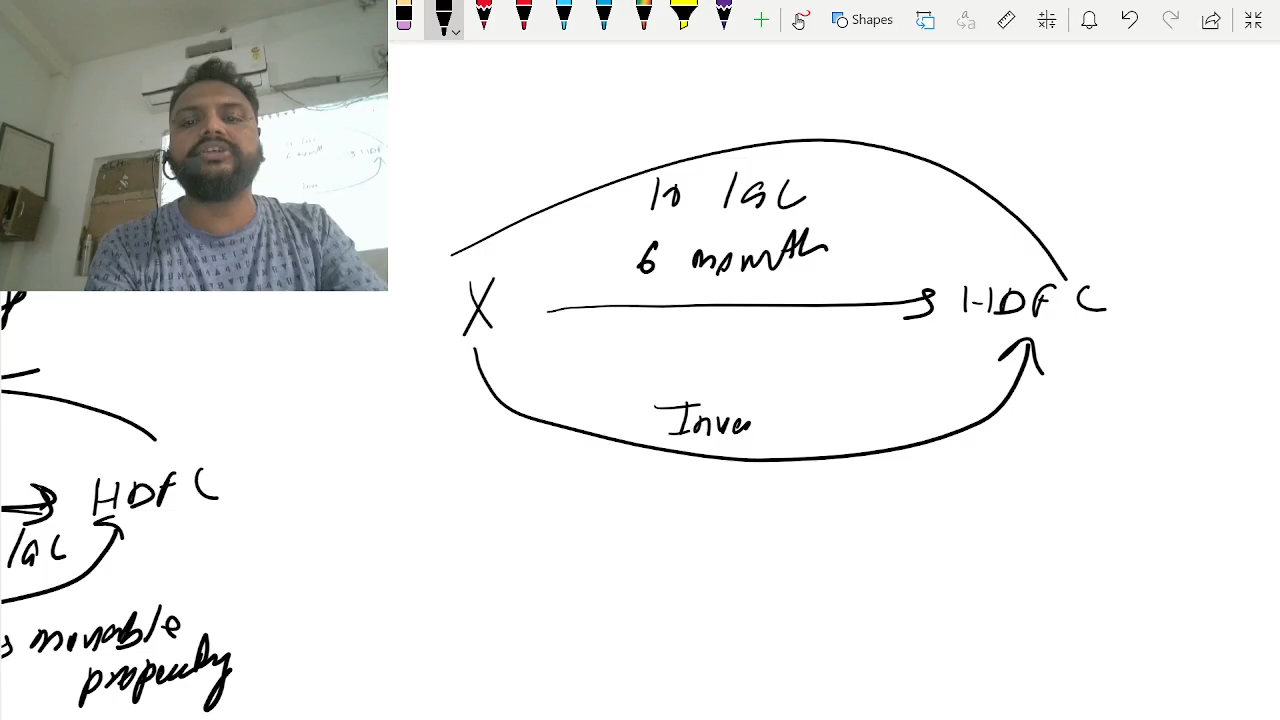 Shapes
10 lac
6 month
X HDFC
Inve
HDFC
lac
movable
property